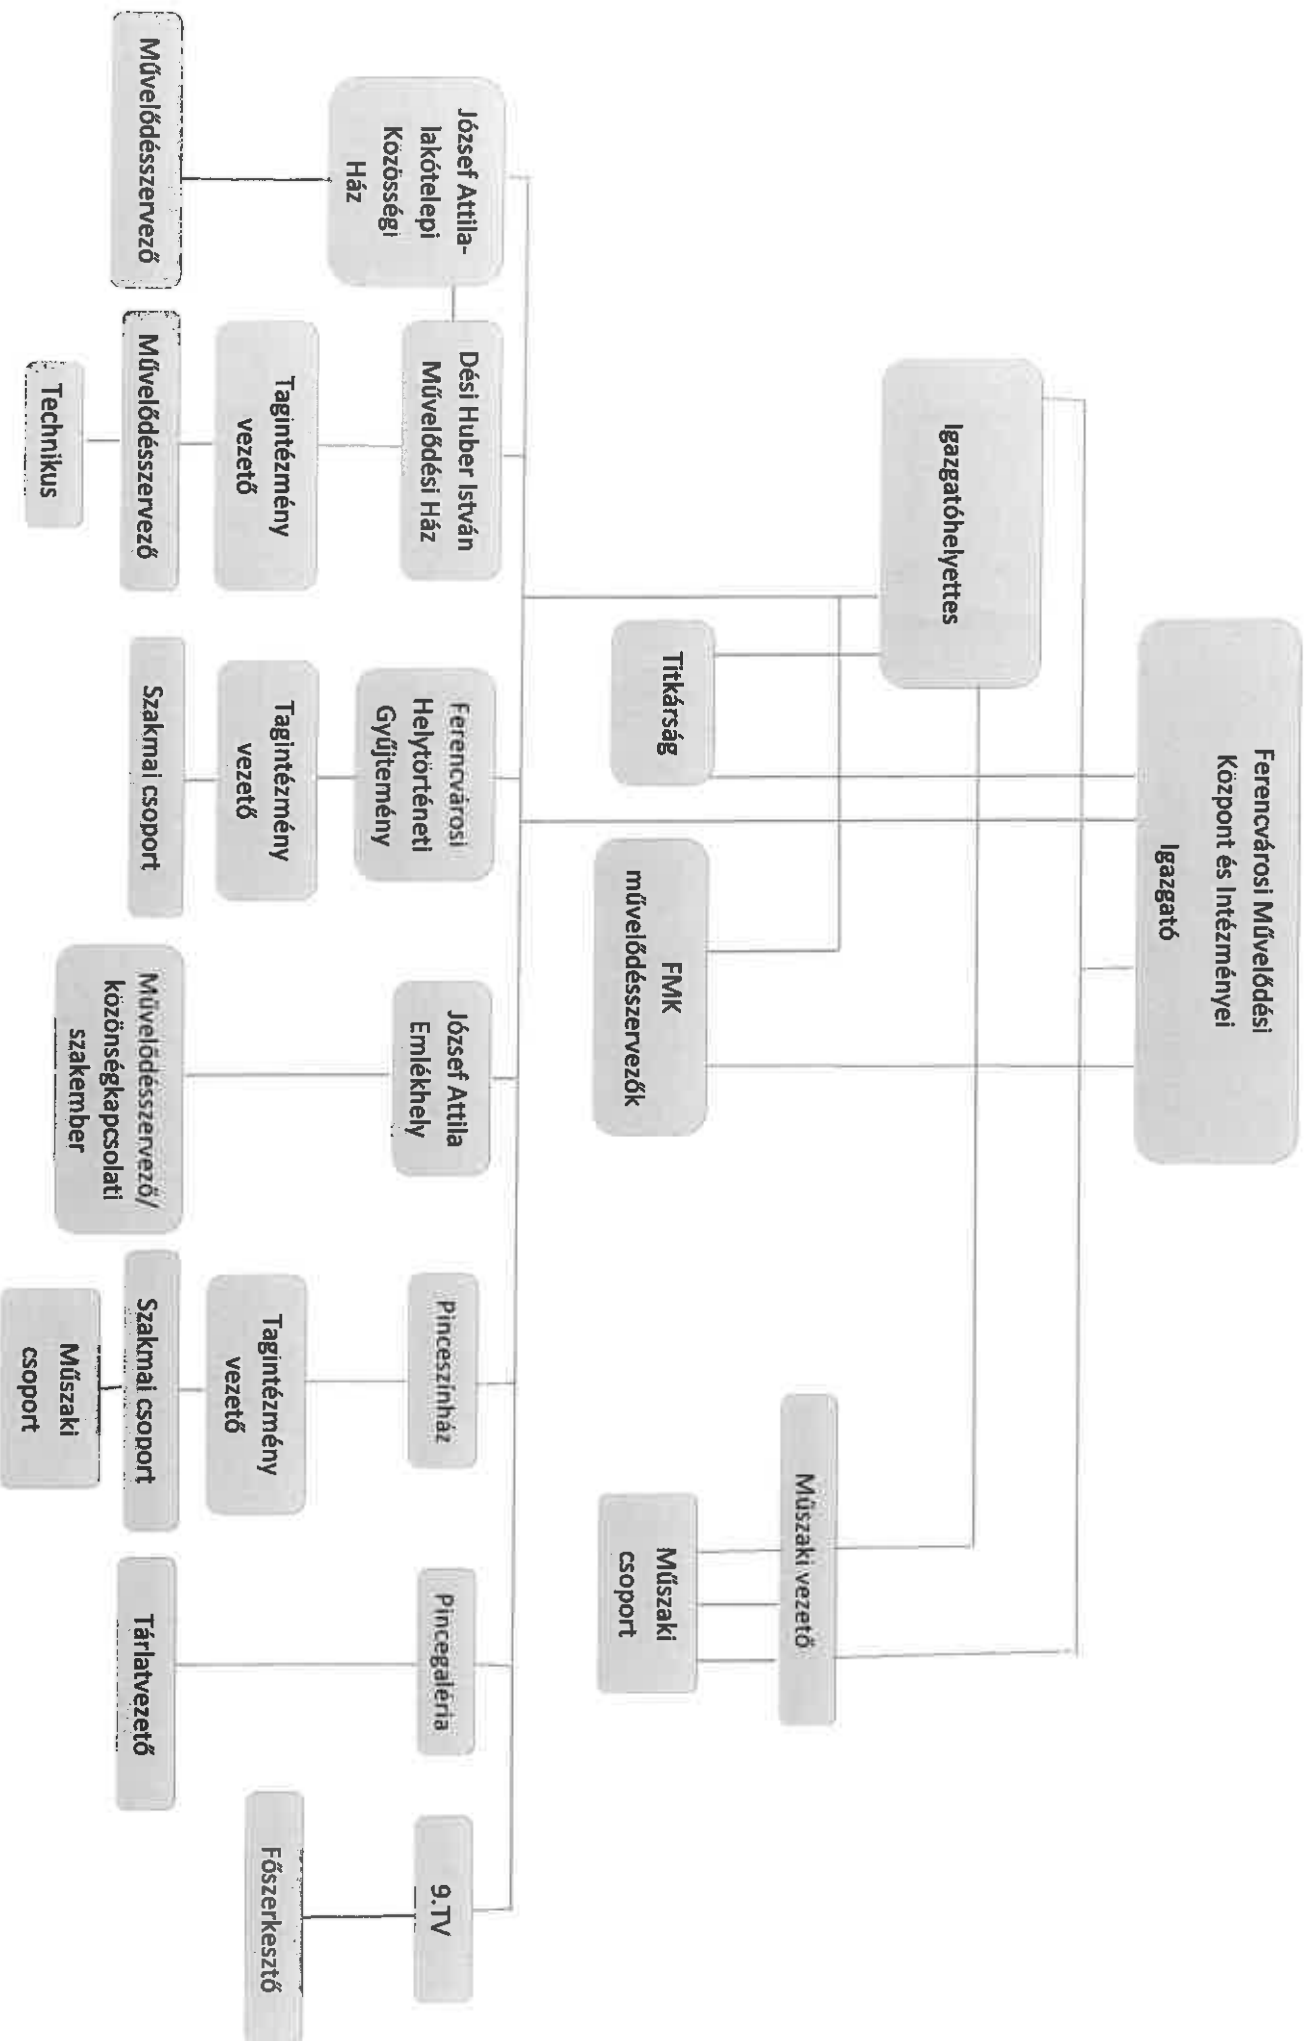 Ferencvárosi Művelődési
Központ és Intézményei
Igazgató
Igazgatóhelyettes
Műszaki vezető
Titkárság
FMK
művelődésszervezők
Műszaki
csoport
József Attila-
lakótelepi
Közösségi
Ház
Művelődésszervező
Dési Huber István
Művelődési Ház
Tagintézmény
vezető
Művelődésszervező
Technikus
Ferencvárosi
Helytörténeti
Gyűjtemény
Tagintézmény
vezető
Szakmai csoport
József Attila
Emlékhely
Művelődésszervező/
közönségkapcsolati
szakember
Pinceszínház
Tagintézmény
vezető
Szakmai csoport
Műszaki
csoport
Pincegaléria
Tárlatvezető
9.TV
Főszerkesztő